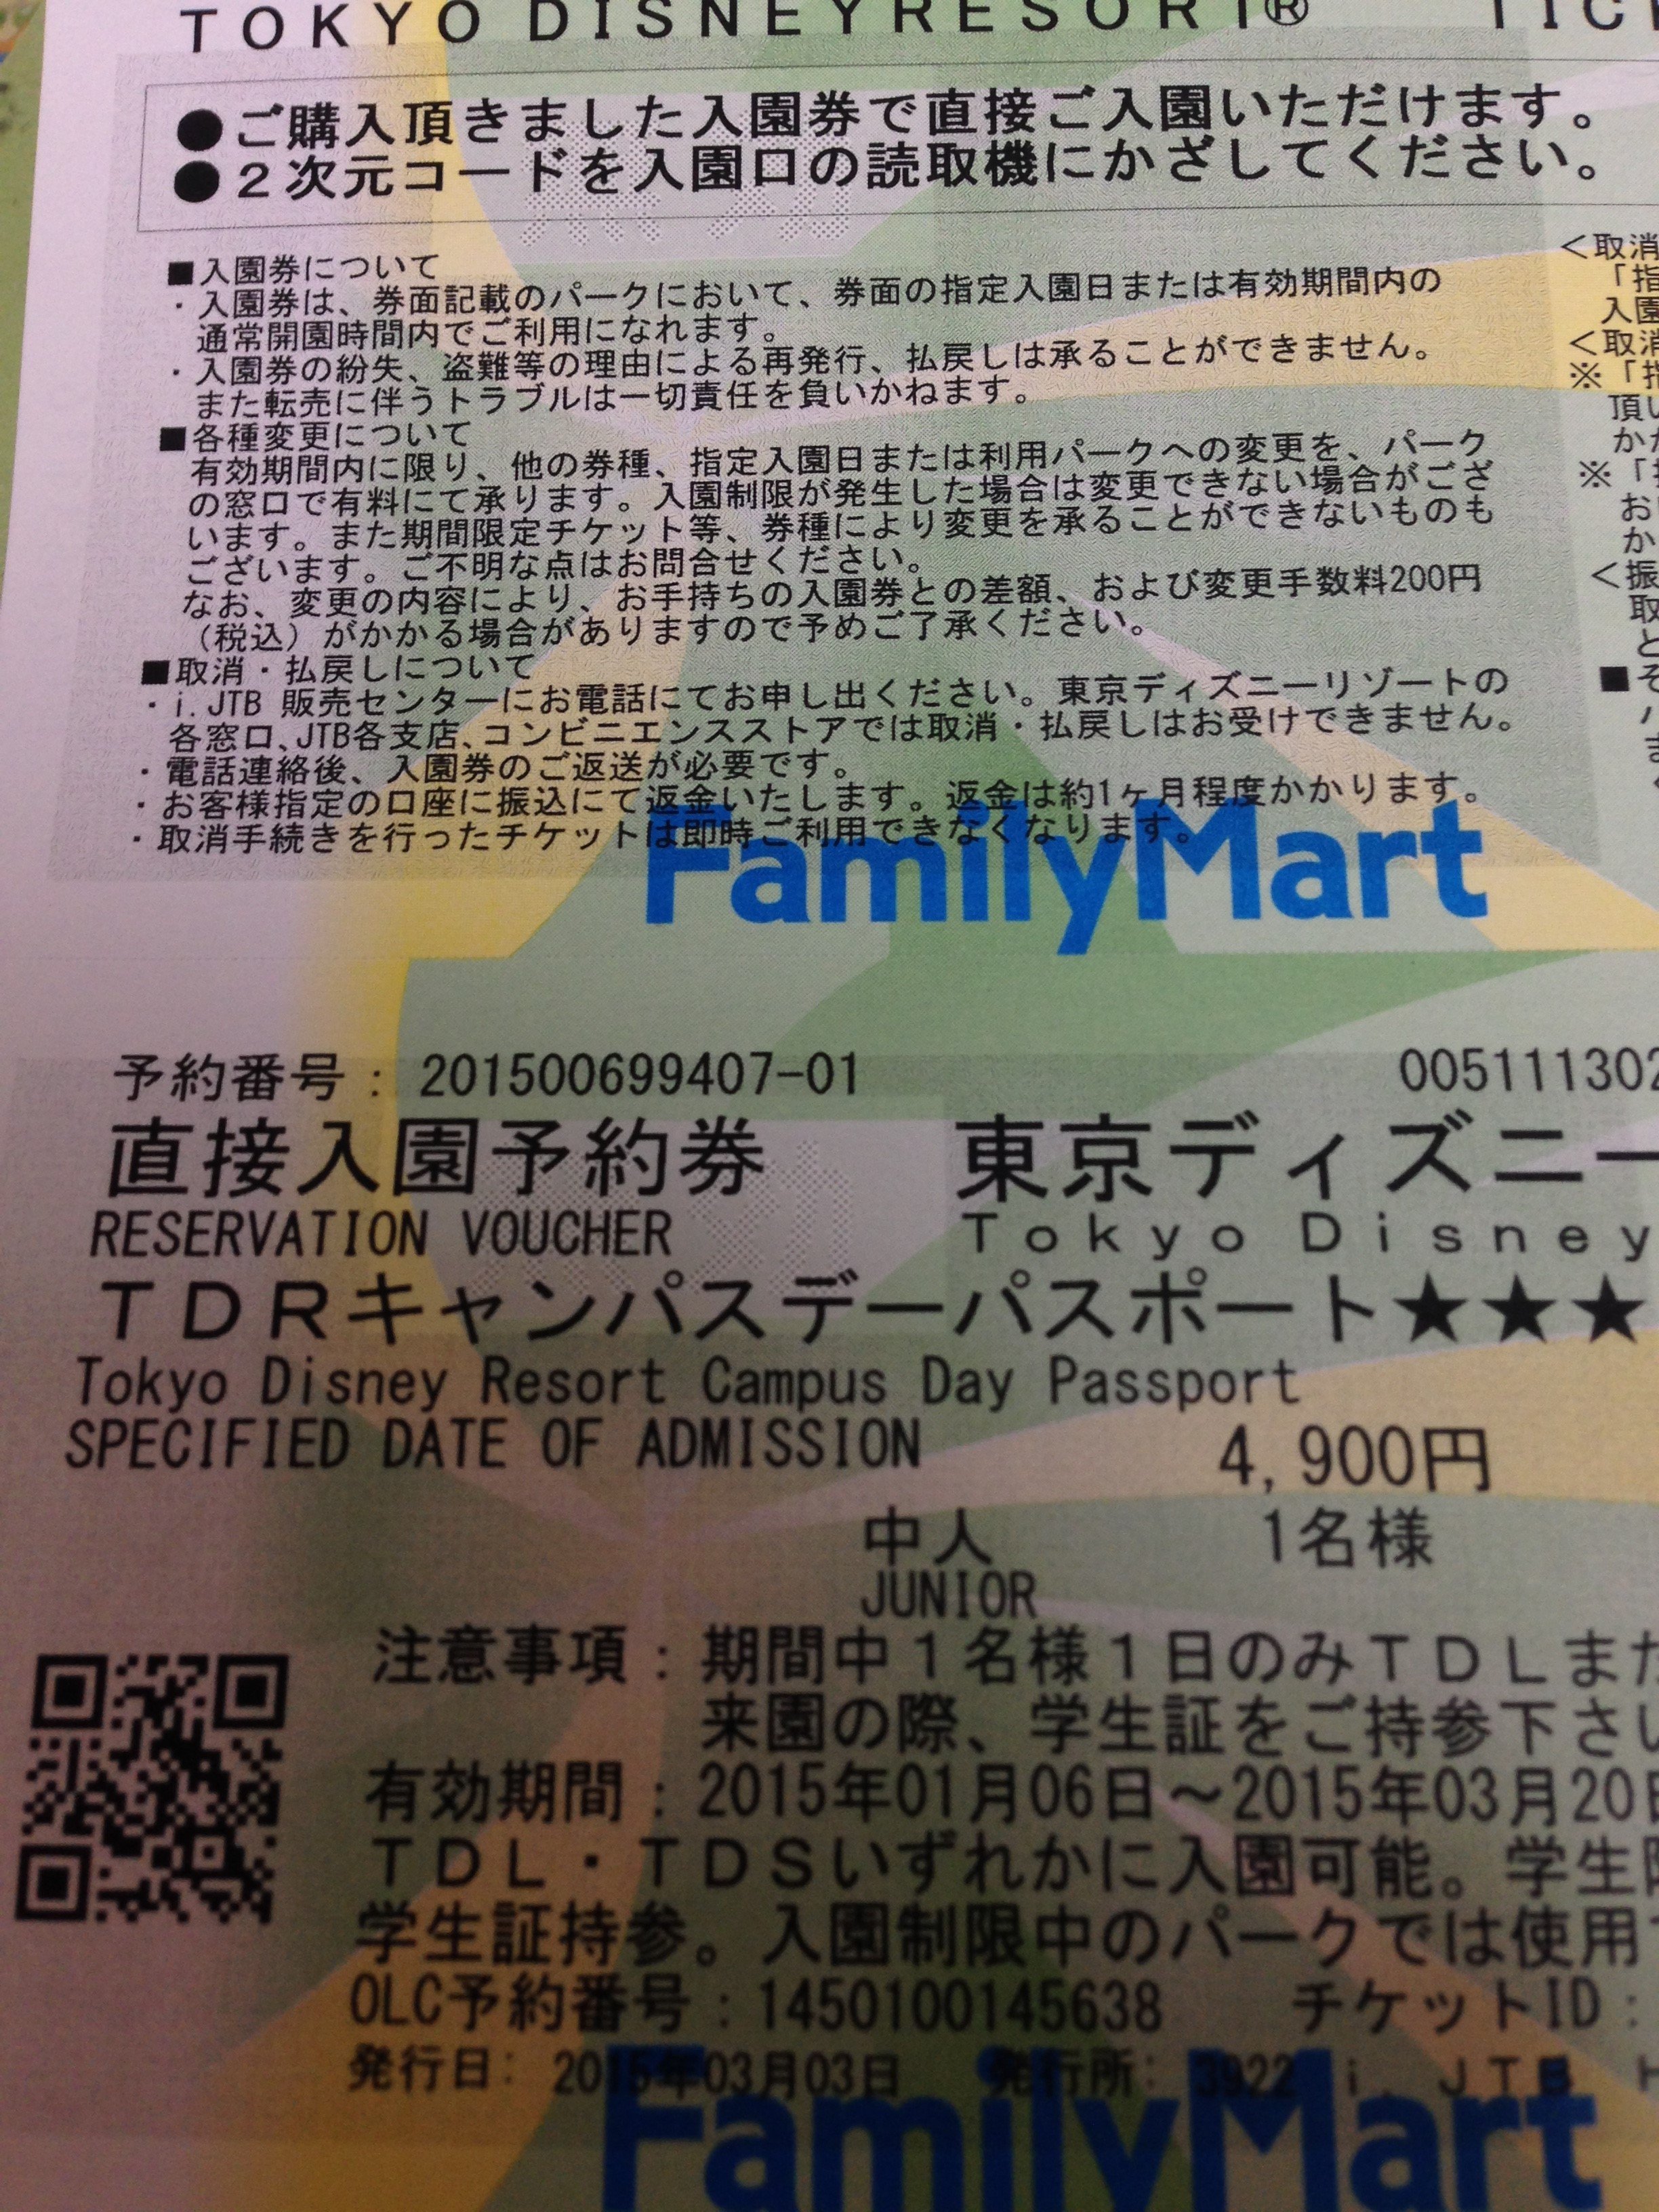 TOKYO DISNEYRESORT® TICK
●ご購入頂きました入園券で直接ご入園いただけます。
●2次元コードを入園口の読取機にかざしてください。
■入園券について
・入園券は、券面記載のパークにおいて、券面の指定入園日または有効期間内の
通常開園時間内でご利用になれます。
・入園券の紛失、盗難等の理由による再発行、払戻しは承ることができません。
また転売に伴うトラブルは一切責任を負いかねます。
■各種変更について
有効期間内に限り、他の券種、指定入園日または利用パークへの変更を、パーク
の窓口で有料にて承ります。入園制限が発生した場合は変更できない場合がござ
います。また期間限定チケット等、券種により変更を承ることができないものも
ございます。ご不明な点はお問合せください。
なお、変更の内容により、お手持ちの入園券との差額、および変更手数料200円
(税込)がかかる場合がありますので予めご了承ください。
■取消・払戻しについて
・i.JTB 販売センターにお電話にてお申し出ください。東京ディズニーリゾートの
各窓口、JTB各支店、コンビニエンスストアでは取消・払戻しはお受けできません。
・電話連絡後、入園券のご返送が必要です。
・お客様指定の口座に振込にて返金いたします。返金は約1ヶ月程度かかります。
・取消手続きを行ったチケットは即時ご利用できなくなります。
<取消
「指
入園
<取消
※「指
頂い
かか
※「指
お
か
<振
取
と
■そ
FamilyMart
予約番号: 201500699407-01 005111302
直接入園予約券 東京ディズニー
RESERVATION VOUCHER Tokyo Disney
TDRキャンパスデーパスポート★★★
Tokyo Disney Resort Campus Day Passport
SPECIFIED DATE OF ADMISSION 4,900円
中人 1名様
JUNIOR
注意事項:期間中1名様1日のみTDLまた
来園の際、学生証をご持参下さい
有効期間:2015年01月06日～2015年03月20日
TDL・TDSいずれかに入園可能。学生限
学生証持参。入園制限中のパークでは使用
OLC予約番号:1450100145638 チケットID:
発行日: 2015年03月03日 発行所: 3922 i.JTB H
FamilyMart